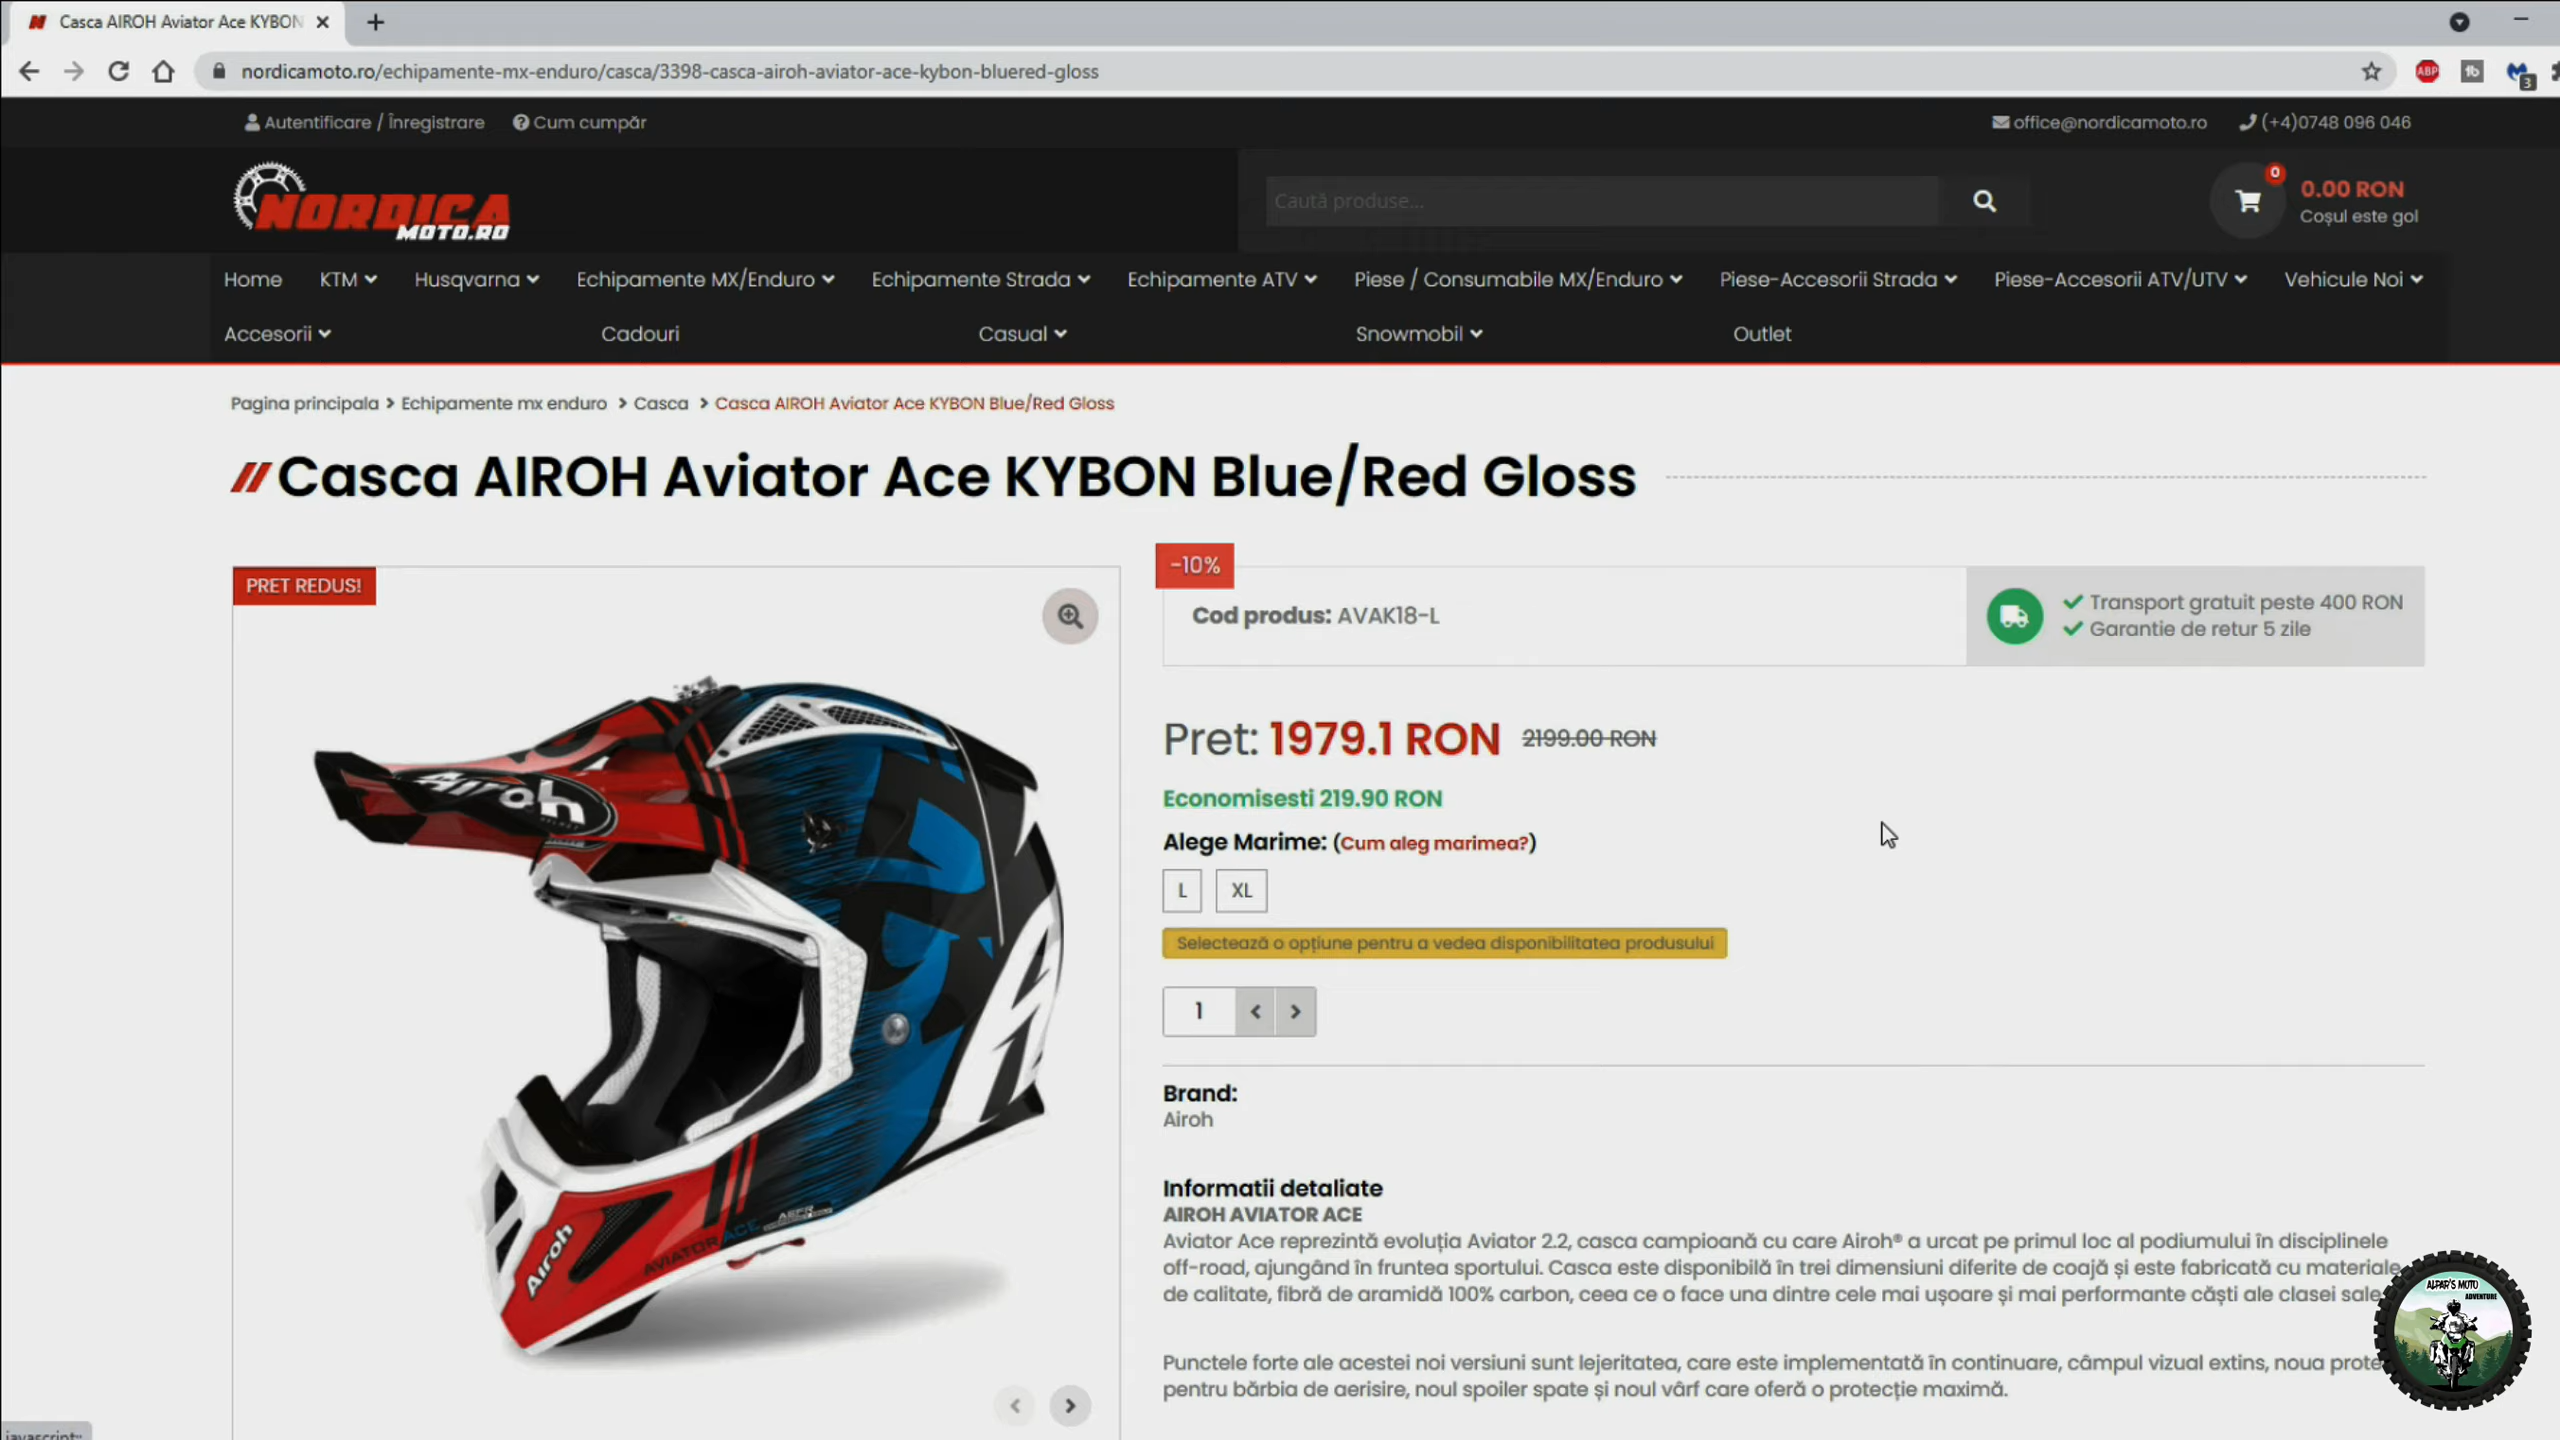 Casca AIROH Aviator Ace KYBON
nordicamoto.ro/echipamente-mx-enduro/casca/3398-casca-airoh-aviator-ace-kybon-bluered-gloss
ABP
3
Autentificare / Înregistrare
Cum cumpăr
office@nordicamoto.ro
(+4)0748 096 046
NORDICA
MOTO.RO
Caută produse...
0
0.00 RON
Coșul este gol
Home
KTM
Husqvarna
Echipamente MX/Enduro
Echipamente Strada
Echipamente ATV
Piese / Consumabile MX/Enduro
Piese-Accesorii Strada
Piese-Accesorii ATV/UTV
Vehicule Noi
Accesorii
Cadouri
Casual
Snowmobil
Outlet
Pagina principala > Echipamente mx enduro > Casca > Casca AIROH Aviator Ace KYBON Blue/Red Gloss
Casca AIROH Aviator Ace KYBON Blue/Red Gloss
PRET REDUS!
Airoh
Airoh
AVIATOR ACE
-10%
Cod produs: AVAK18-L
Transport gratuit peste 400 RON
Garantie de retur 5 zile
Pret: 1979.1 RON 2199.00 RON
Economisesti 219.90 RON
Alege Marime: (Cum aleg marimea?)
L XL
Selectează o opțiune pentru a vedea disponibilitatea produsului
1
Brand:
Airoh
Informatii detaliate
AIROH AVIATOR ACE
Aviator Ace reprezintă evoluția Aviator 2.2, casca campioană cu care Airoh® a urcat pe primul loc al podiumului în disciplinele
off-road, ajungând în fruntea sportului. Casca este disponibilă în trei dimensiuni diferite de coajă și este fabricată cu materiale
de calitate, fibră de aramidă 100% carbon, ceea ce o face una dintre cele mai ușoare și mai performante căști ale clasei sale
Punctele forte ale acestei noi versiuni sunt lejeritatea, care este implementată în continuare, câmpul vizual extins, noua prote
pentru bărbia de aerisire, noul spoiler spate și noul vârf care oferă o protecție maximă.
ALPAR'S MOTO
ADVENTURE